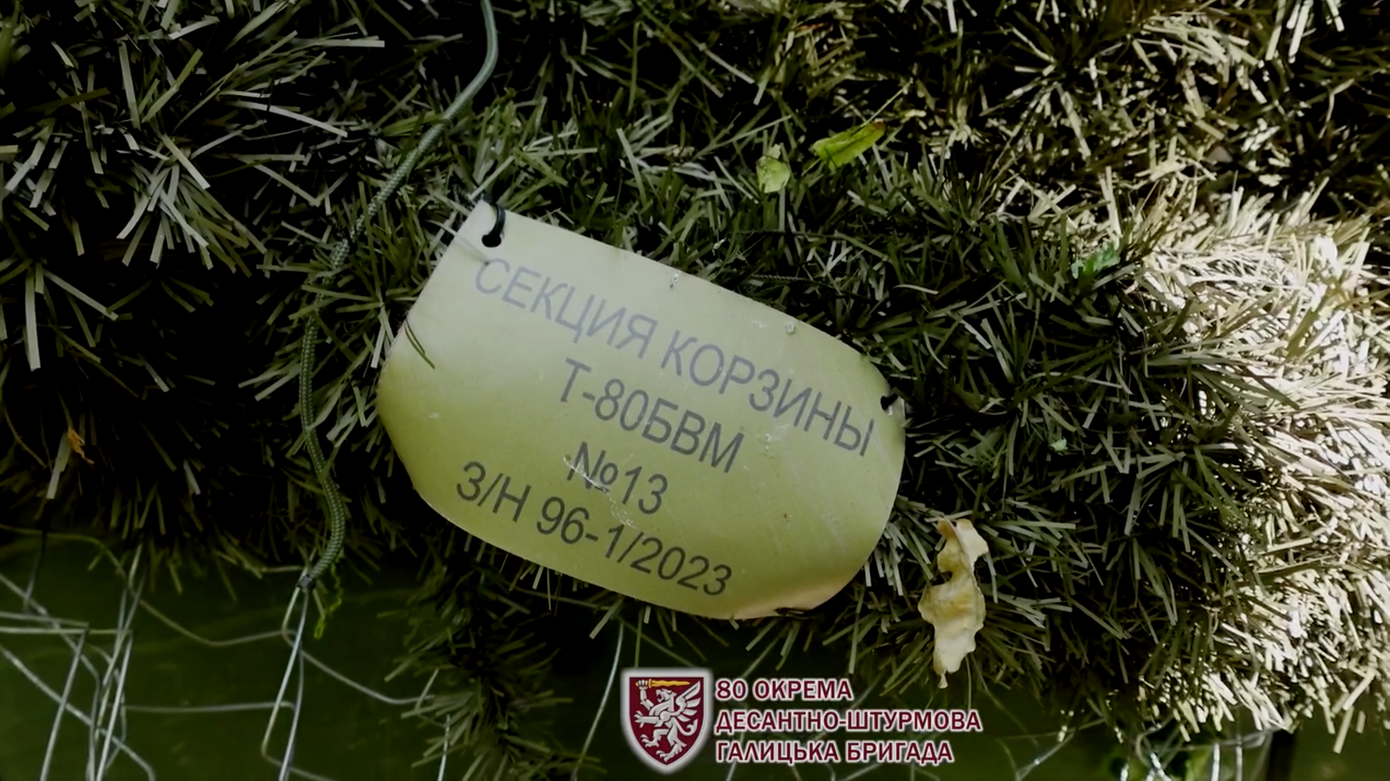 СЕКЦИЯ КОРЗИНЫ
Т-80БВМ
№13
З/Н 96-1/2023
80 ОКРЕМА
ДЕСАНТНО-ШТУРМОВА
ГАЛИЦЬКА БРИГАДА